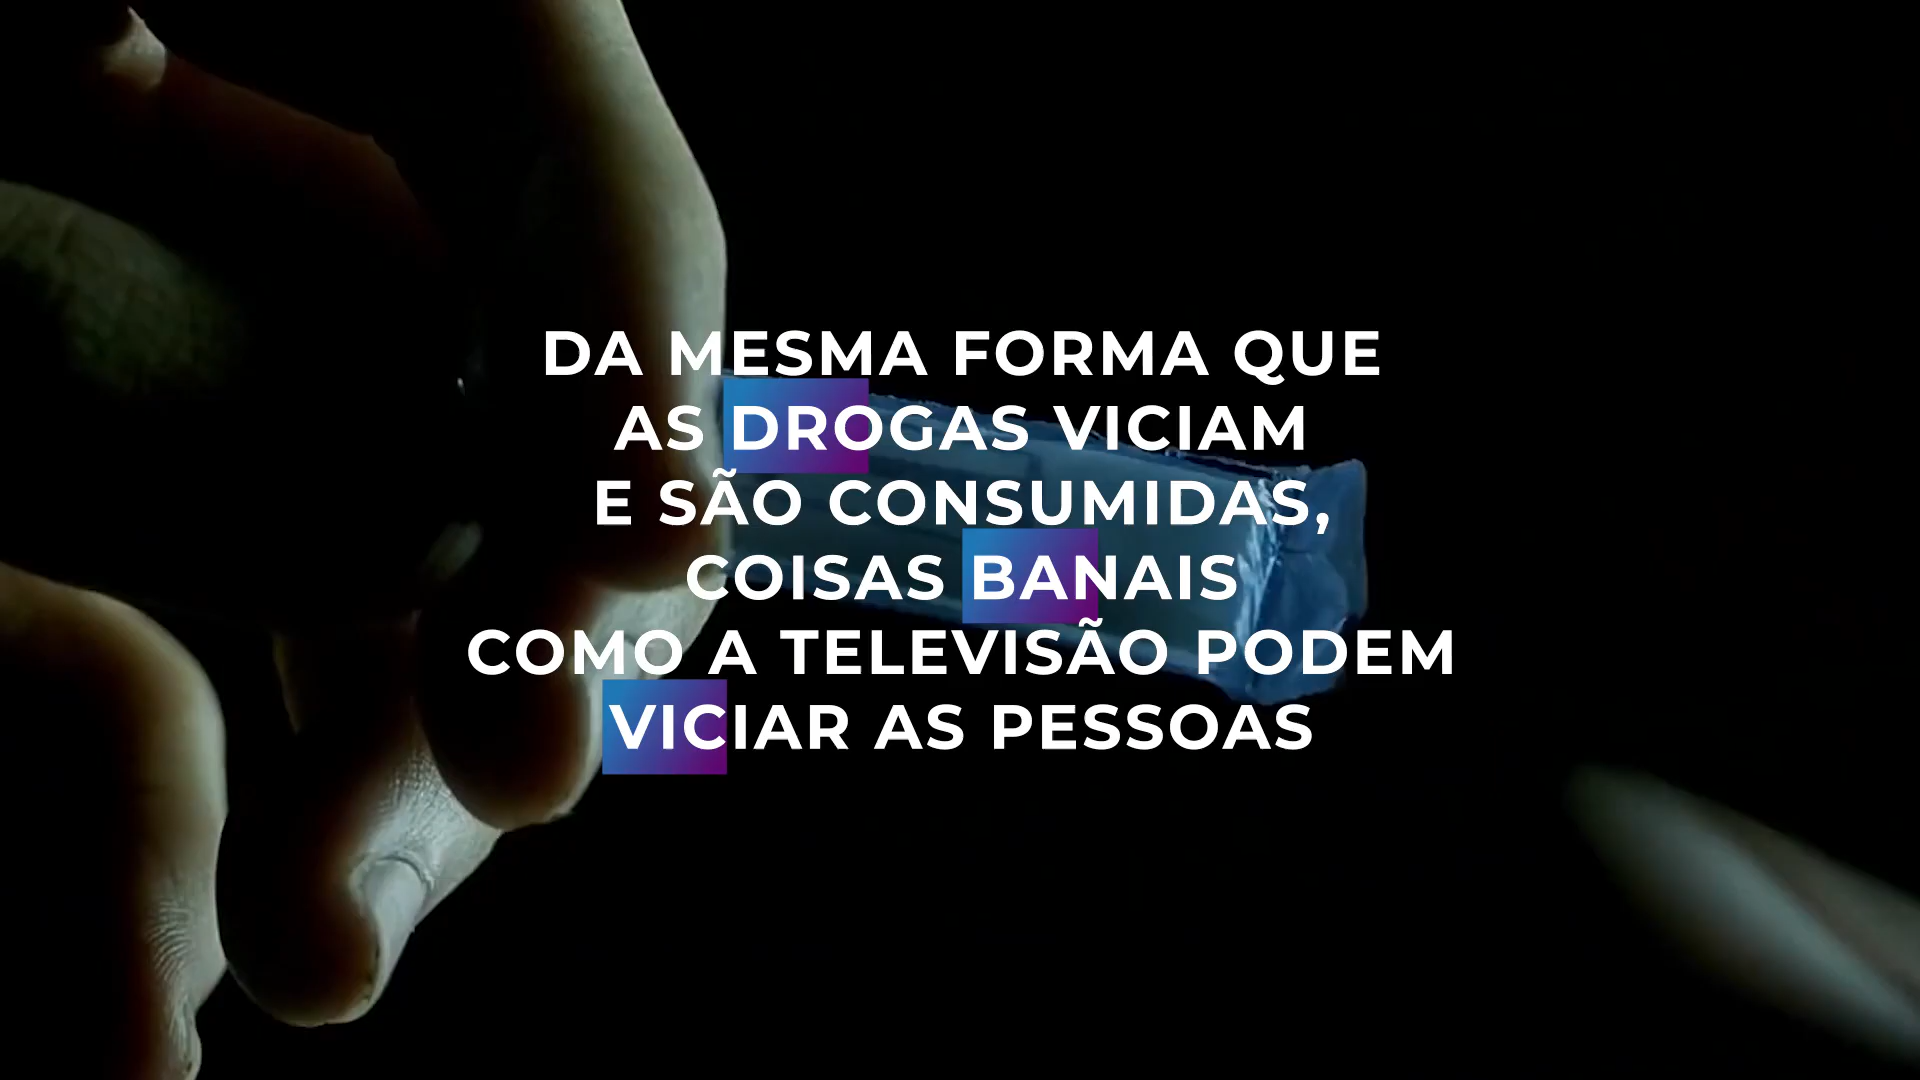 DA MESMA FORMA QUE
AS DROGAS VICIAM
E SÃO CONSUMIDAS,
COISAS BANAIS
COMO A TELEVISÃO PODEM
VICIAR AS PESSOAS